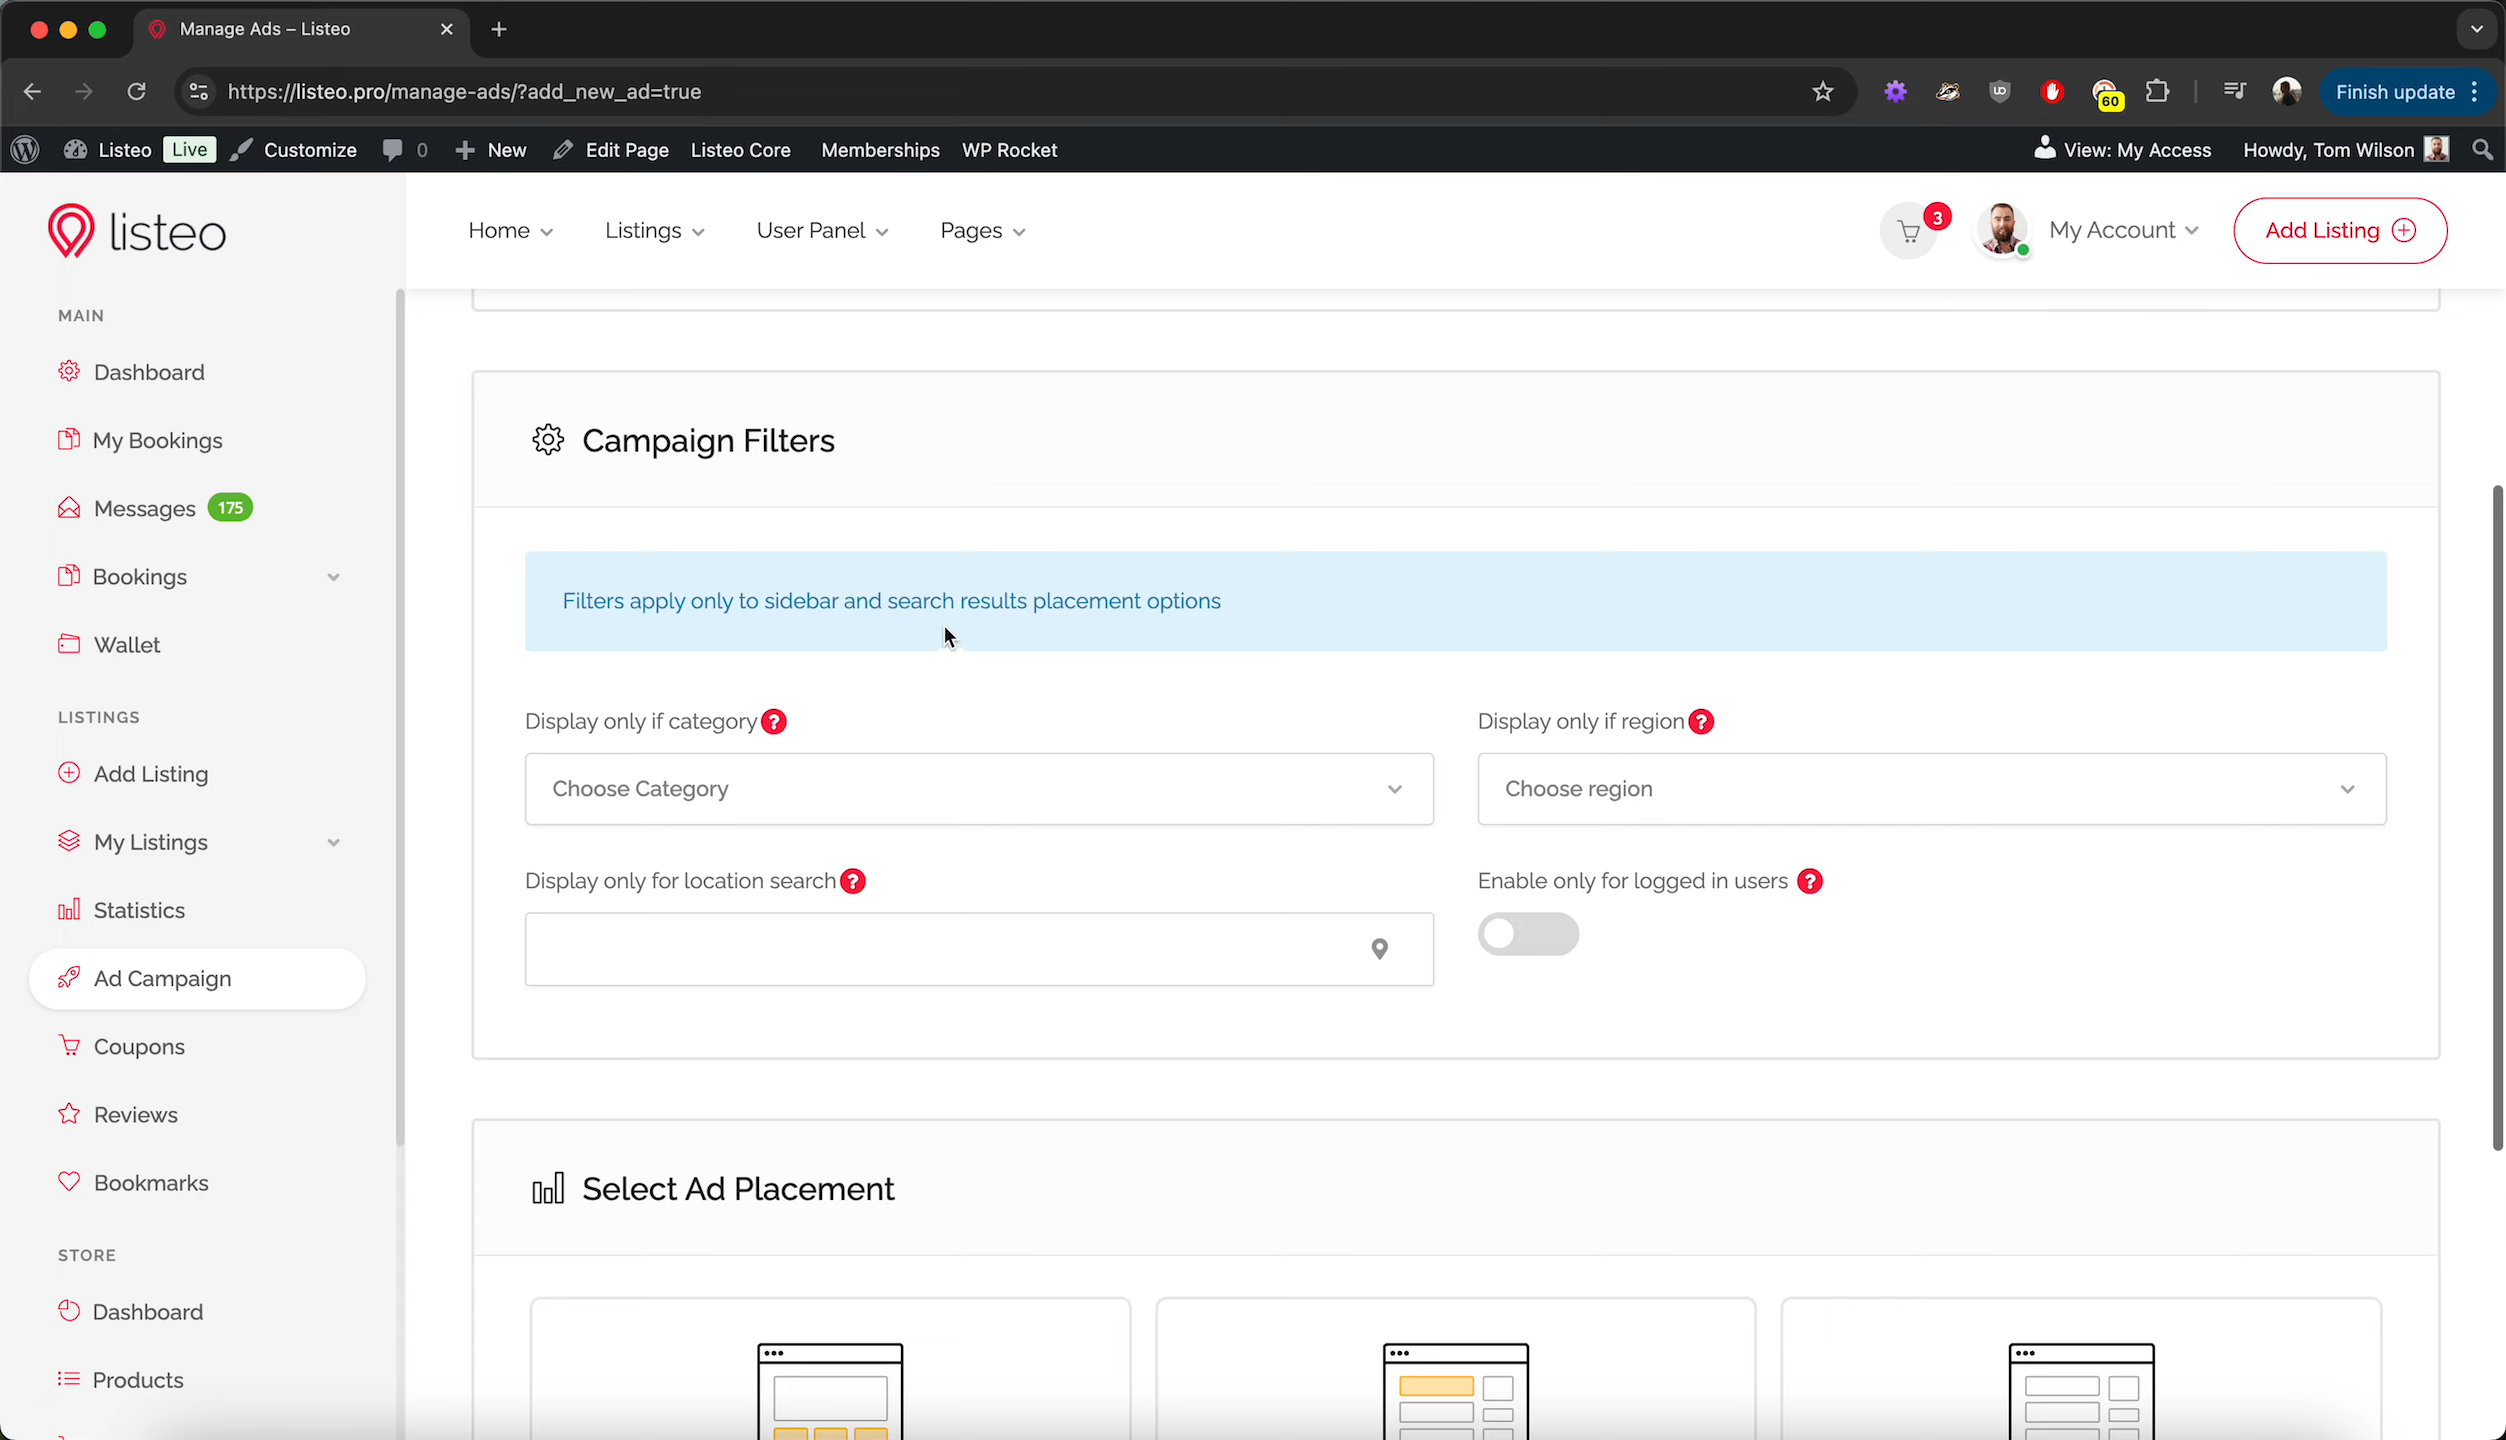 Manage Ads – Listeo
https://listeo.pro/manage-ads/?add_new_ad=true
60
Finish update
Listeo Live Customize 0 New Edit Page Listeo Core Memberships WP Rocket View: My Access Howdy, Tom Wilson
listeo
Home Listings User Panel Pages 3 My Account Add Listing
MAIN
Dashboard
My Bookings
Messages 175
Bookings
Wallet
LISTINGS
Add Listing
My Listings
Statistics
Ad Campaign
Coupons
Reviews
Bookmarks
STORE
Dashboard
Products
Campaign Filters
Filters apply only to sidebar and search results placement options
Display only if category ?
Choose Category
Display only if region ?
Choose region
Display only for location search ?
Enable only for logged in users ?
Select Ad Placement